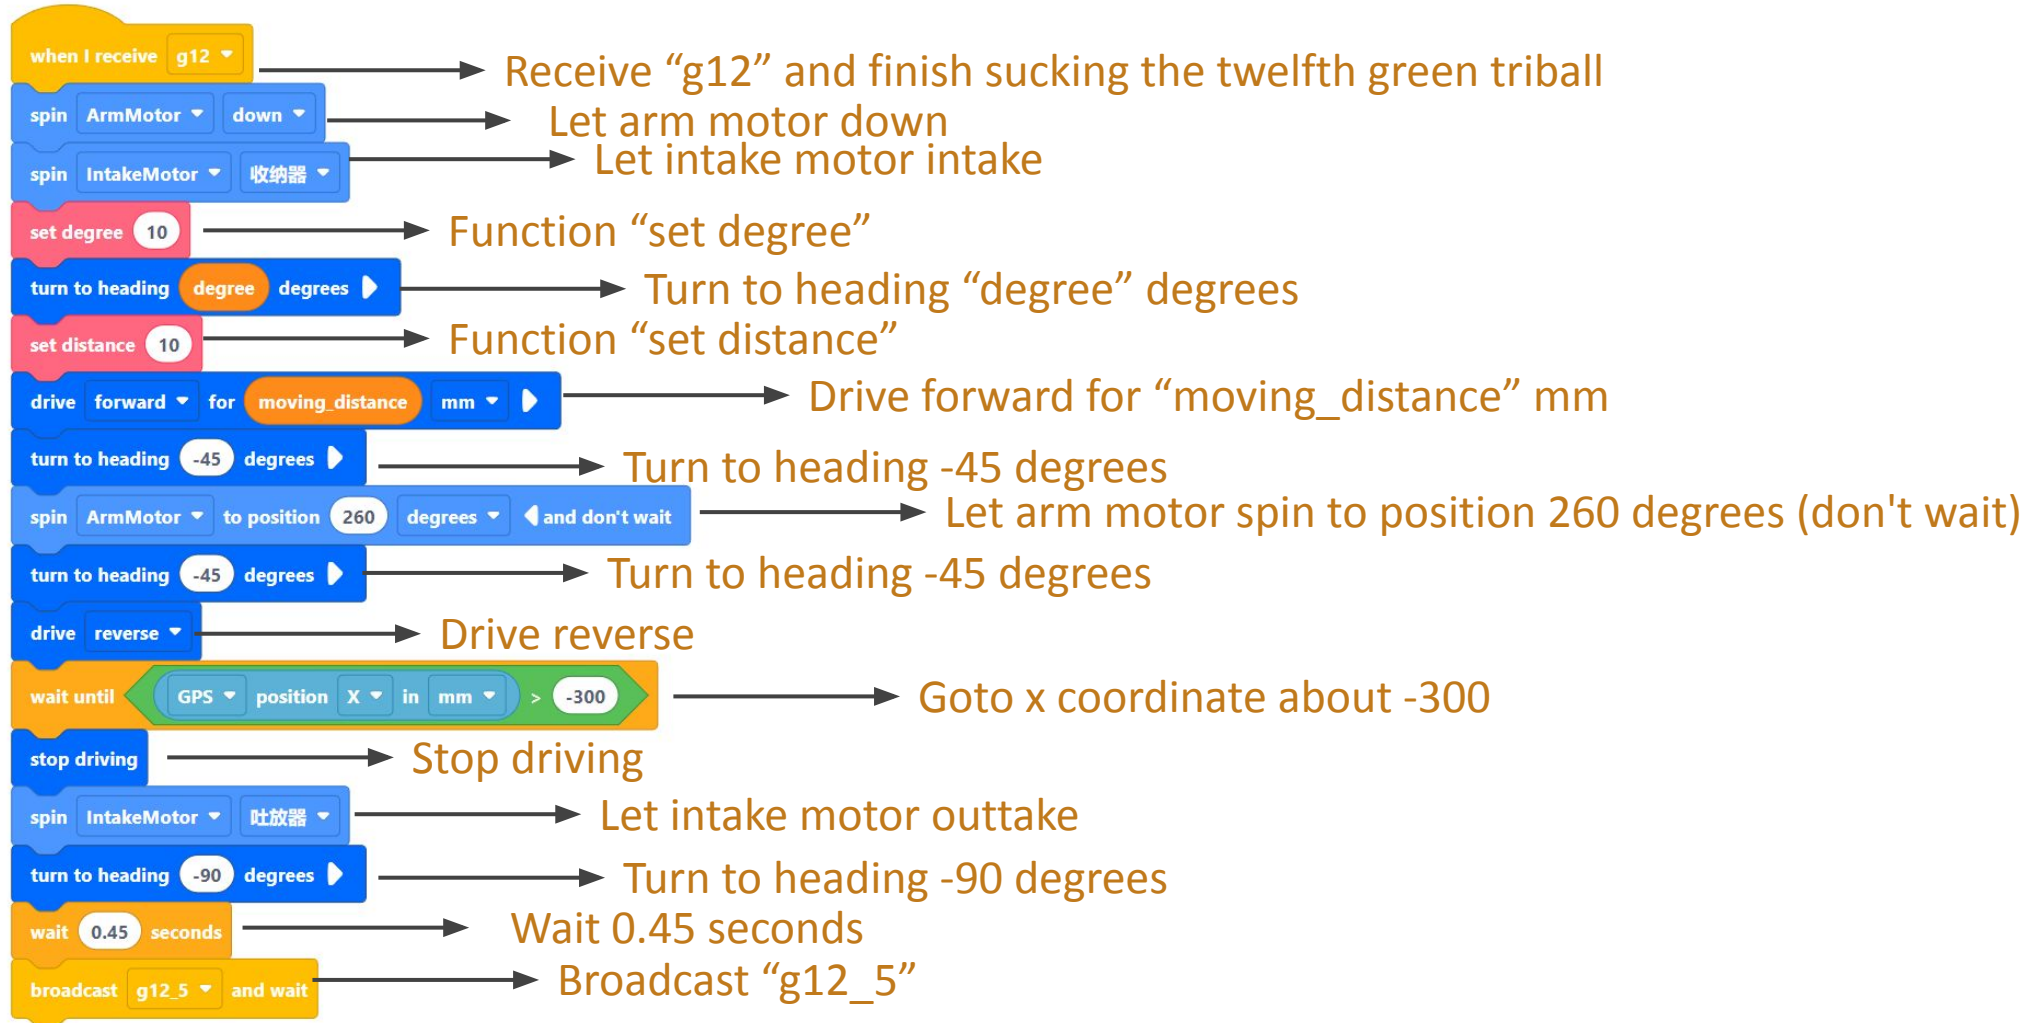 when I receive g12
Receive “g12” and finish sucking the twelfth green triball
spin ArmMotor down
Let arm motor down
spin IntakeMotor 收纳器
Let intake motor intake
set degree 10
Function “set degree”
turn to heading degree degrees
Turn to heading “degree” degrees
set distance 10
Function “set distance”
drive forward for moving_distance mm
Drive forward for “moving_distance” mm
turn to heading -45 degrees
Turn to heading -45 degrees
spin ArmMotor to position 260 degrees and don't wait
Let arm motor spin to position 260 degrees (don't wait)
turn to heading -45 degrees
Turn to heading -45 degrees
drive reverse
Drive reverse
wait until GPS position X in mm > -300
Goto x coordinate about -300
stop driving
Stop driving
spin IntakeMotor 吐放器
Let intake motor outtake
turn to heading -90 degrees
Turn to heading -90 degrees
wait 0.45 seconds
Wait 0.45 seconds
broadcast g12_5 and wait
Broadcast “g12_5”